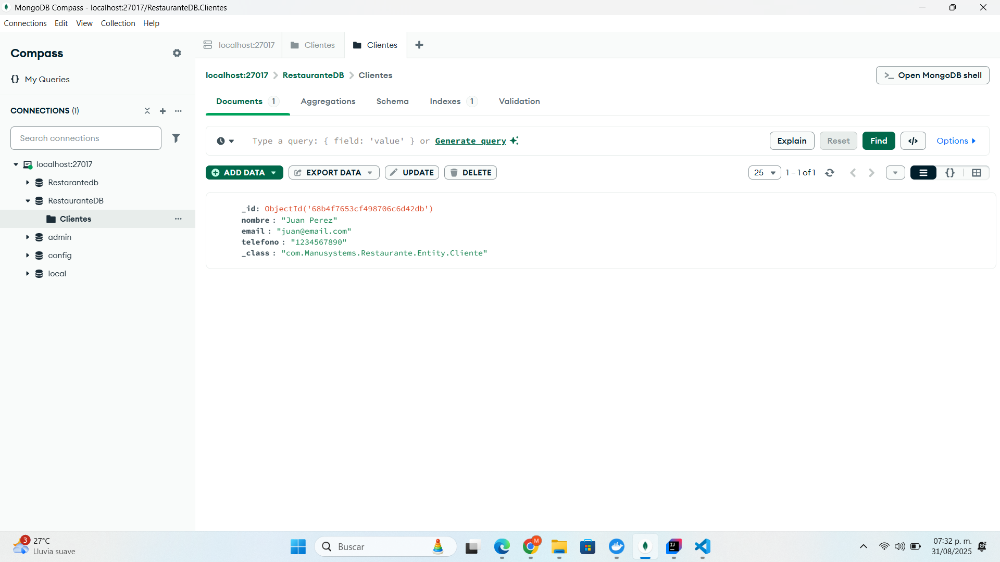 MongoDB Compass - localhost:27017/RestauranteDB.Clientes
Connections Edit View Collection Help
Compass
My Queries
CONNECTIONS (1)
Search connections
localhost:27017
Restarantedb
RestauranteDB
Clientes
admin
config
local
localhost:27017 Clientes Clientes
localhost:27017 > RestauranteDB > Clientes
>_ Open MongoDB shell
Documents 1 Aggregations Schema Indexes 1 Validation
Type a query: { field: 'value' } or Generate query
Explain Reset Find </> Options
ADD DATA EXPORT DATA UPDATE DELETE
25 1 – 1 of 1
_id: ObjectId('68b4f7653cf498706c6d42db')
nombre : "Juan Perez"
email : "juan@email.com"
telefono : "1234567890"
_class : "com.Manusystems.Restaurante.Entity.Cliente"
3 27°C
Lluvia suave
Buscar
M
IJ
07:32 p. m.
31/08/2025